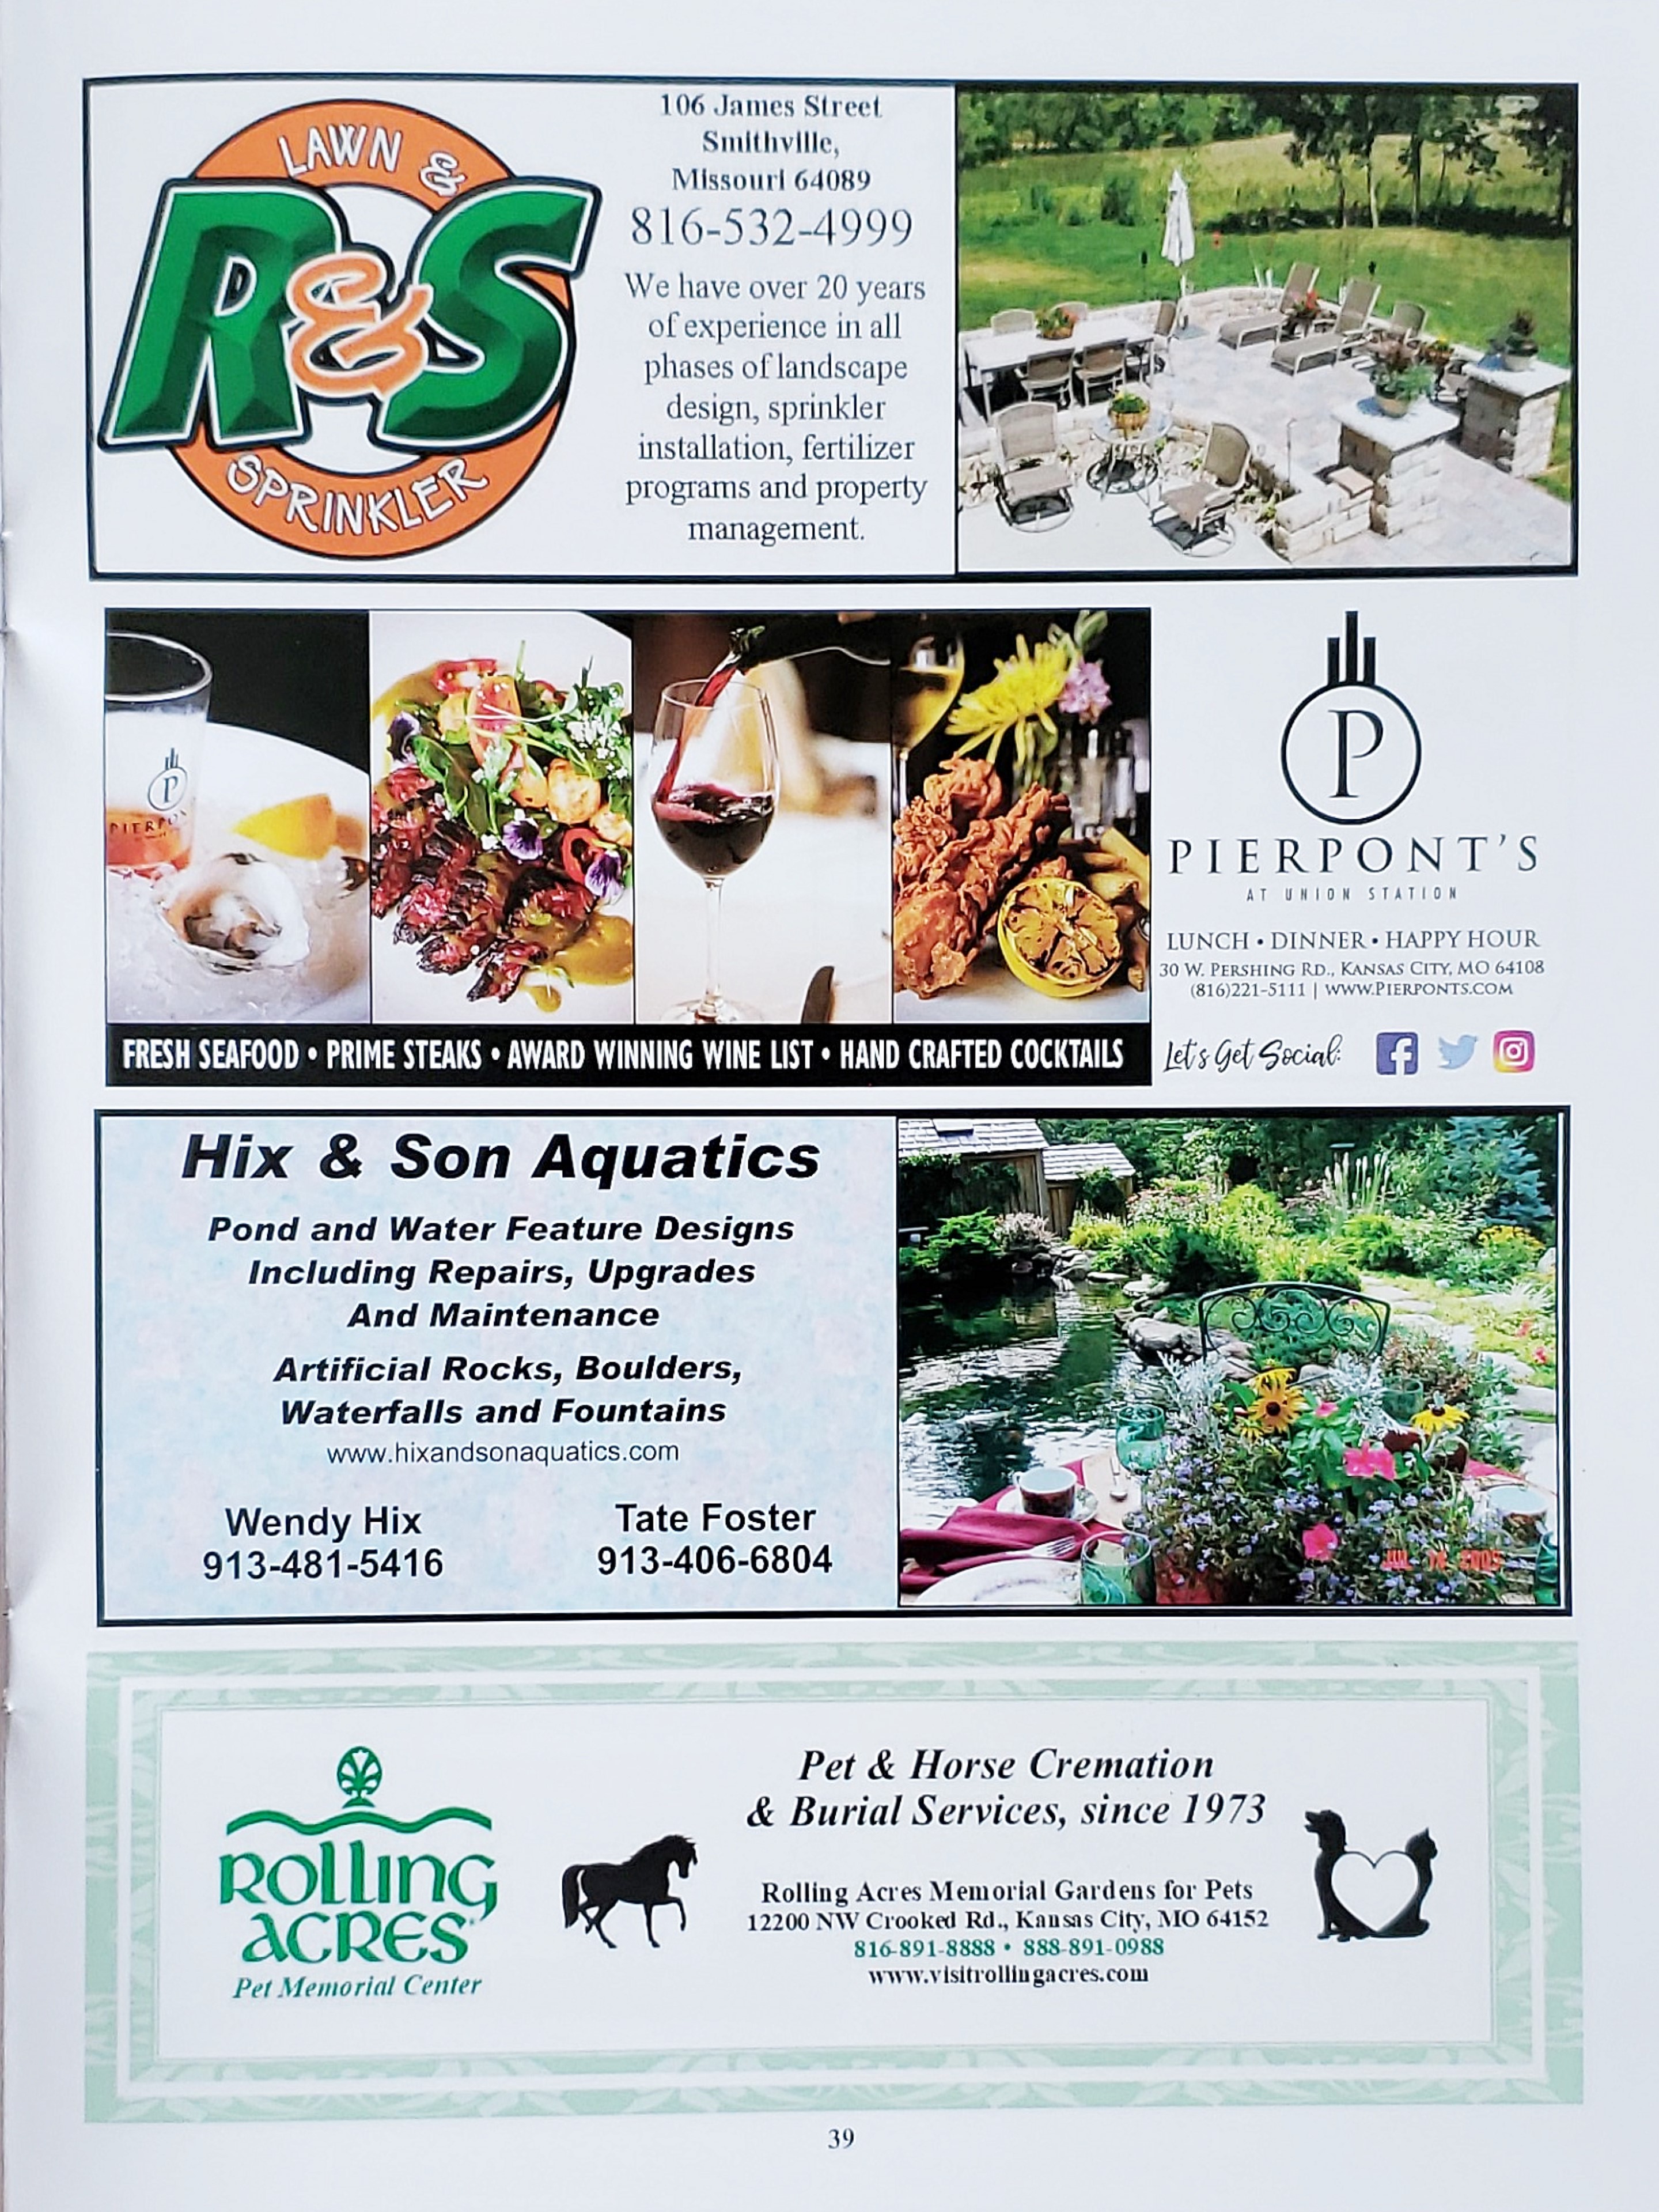 LAWN &
R&S
SPRINKLER
106 James Street
Smithville,
Missouri 64089
816-532-4999
We have over 20 years
of experience in all
phases of landscape
design, sprinkler
installation, fertilizer
programs and property
management.
P
PIERPON
FRESH SEAFOOD • PRIME STEAKS • AWARD WINNING WINE LIST • HAND CRAFTED COCKTAILS
P
PIERPONT'S
AT UNION STATION
LUNCH • DINNER • HAPPY HOUR
30 W. PERSHING RD., KANSAS CITY, MO 64108
(816)221-5111 | WWW.PIERPONTS.COM
Let's Get Social:
Hix & Son Aquatics
Pond and Water Feature Designs
Including Repairs, Upgrades
And Maintenance
Artificial Rocks, Boulders,
Waterfalls and Fountains
www.hixandsonaquatics.com
Wendy Hix
913-481-5416
Tate Foster
913-406-6804
JUL 2005
ROLLING
ACRES
Pet Memorial Center
Pet & Horse Cremation
& Burial Services, since 1973
Rolling Acres Memorial Gardens for Pets
12200 NW Crooked Rd., Kansas City, MO 64152
816-891-8888 • 888-891-0988
www.visitrollingacres.com
39